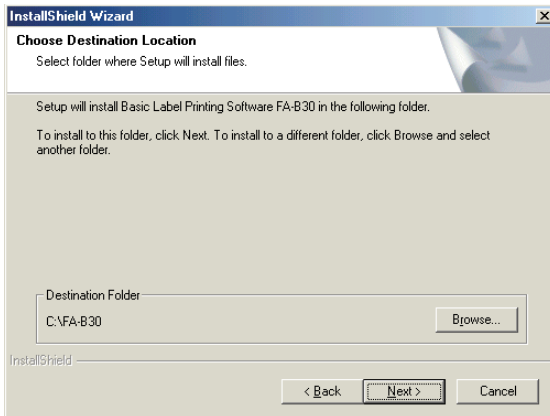 InstallShield Wizard
Choose Destination Location
Select folder where Setup will install files.
Setup will install Basic Label Printing Software FA-B30 in the following folder.
To install to this folder, click Next. To install to a different folder, click Browse and select
another folder.
Destination Folder
C:\FA-B30
Browse...
InstallShield
< Back
Next >
Cancel